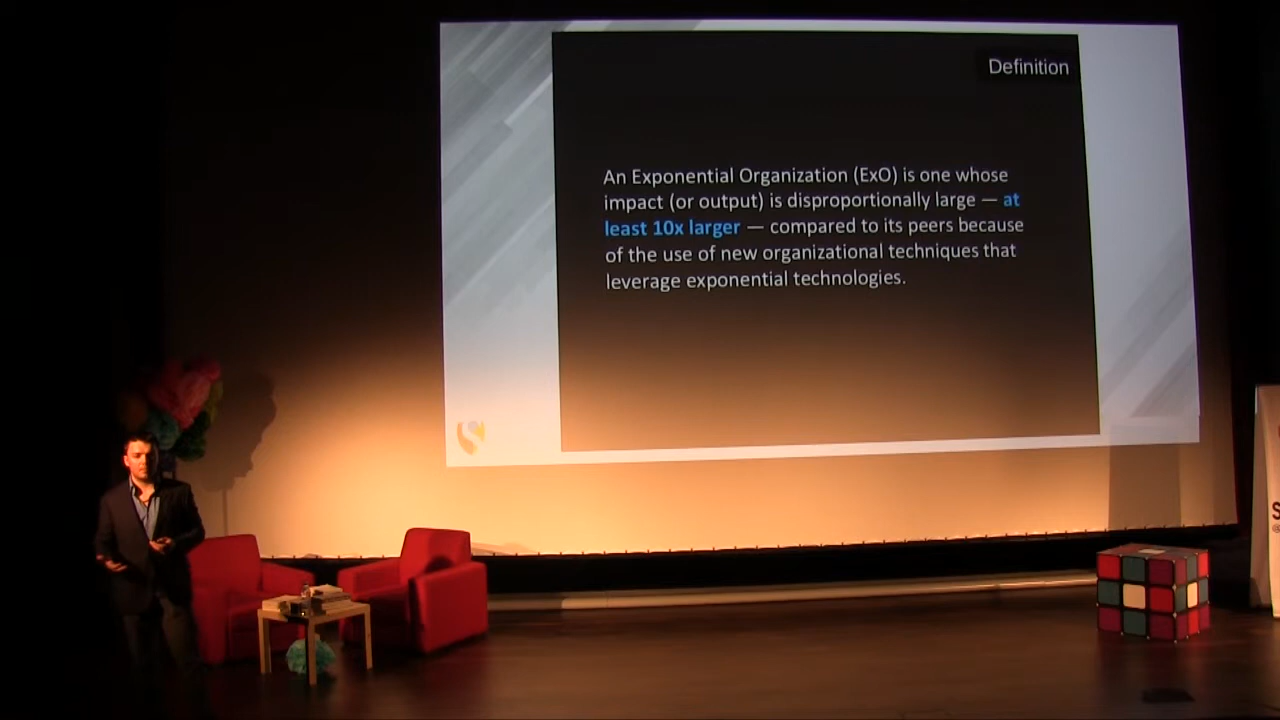 Definition
An Exponential Organization (ExO) is one whose
impact (or output) is disproportionally large — at
least 10x larger — compared to its peers because
of the use of new organizational techniques that
leverage exponential technologies.
S